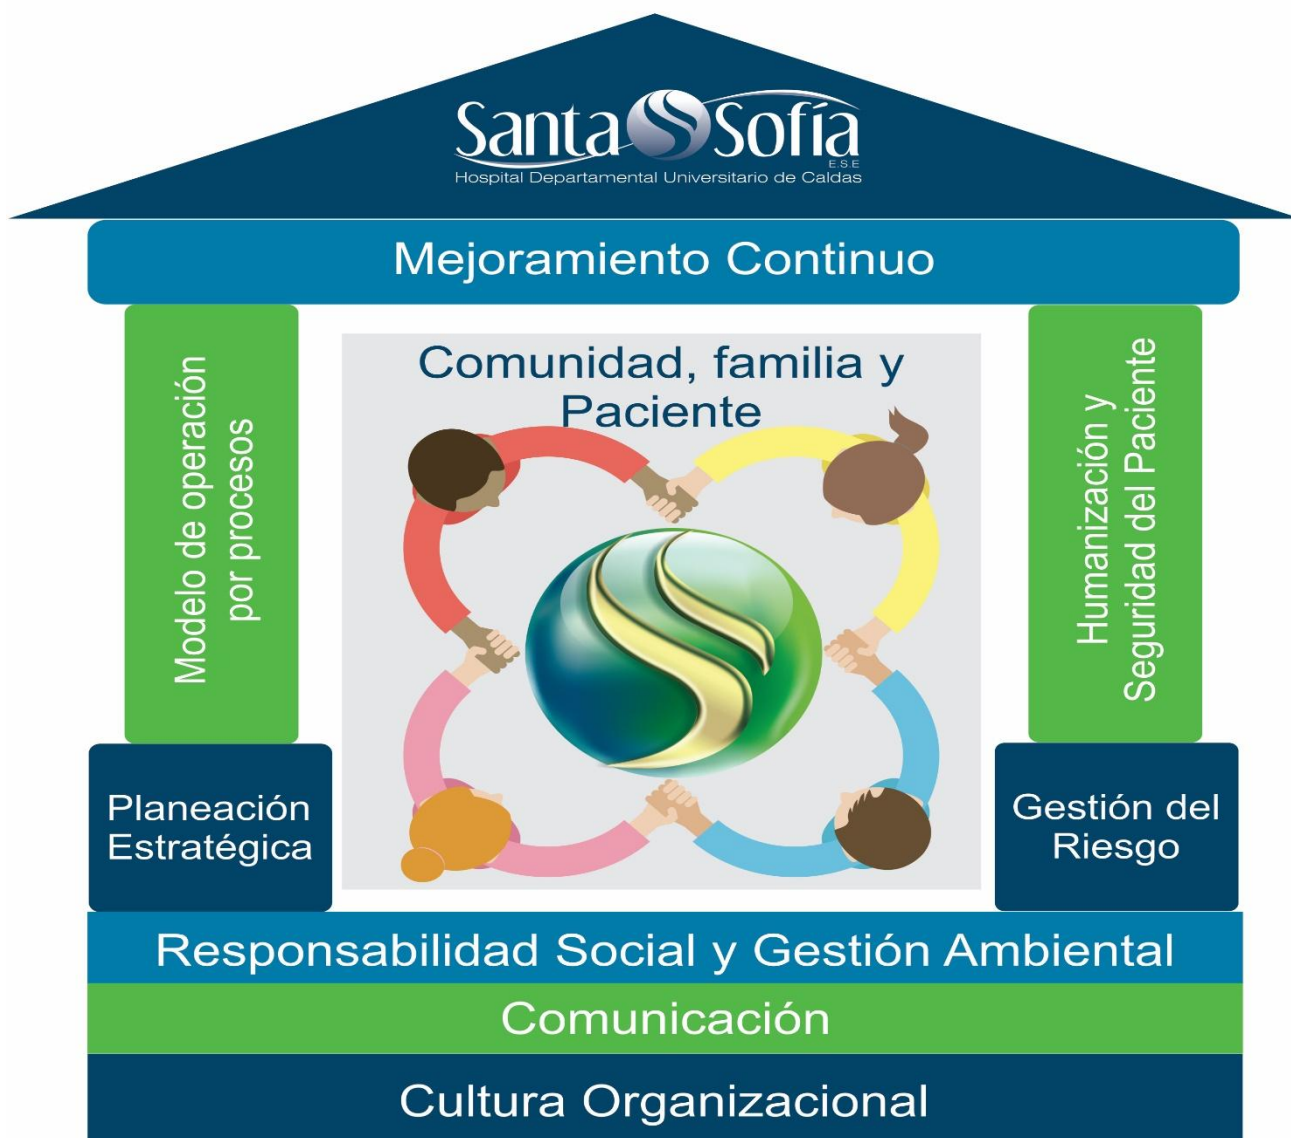 Santa Sofía
E.S.E
Hospital Departamental Universitario de Caldas
Mejoramiento Continuo
Modelo de operación
por procesos
Comunidad, familia y
Paciente
Humanización y
Seguridad del Paciente
Planeación
Estratégica
Gestión del
Riesgo
Responsabilidad Social y Gestión Ambiental
Comunicación
Cultura Organizacional